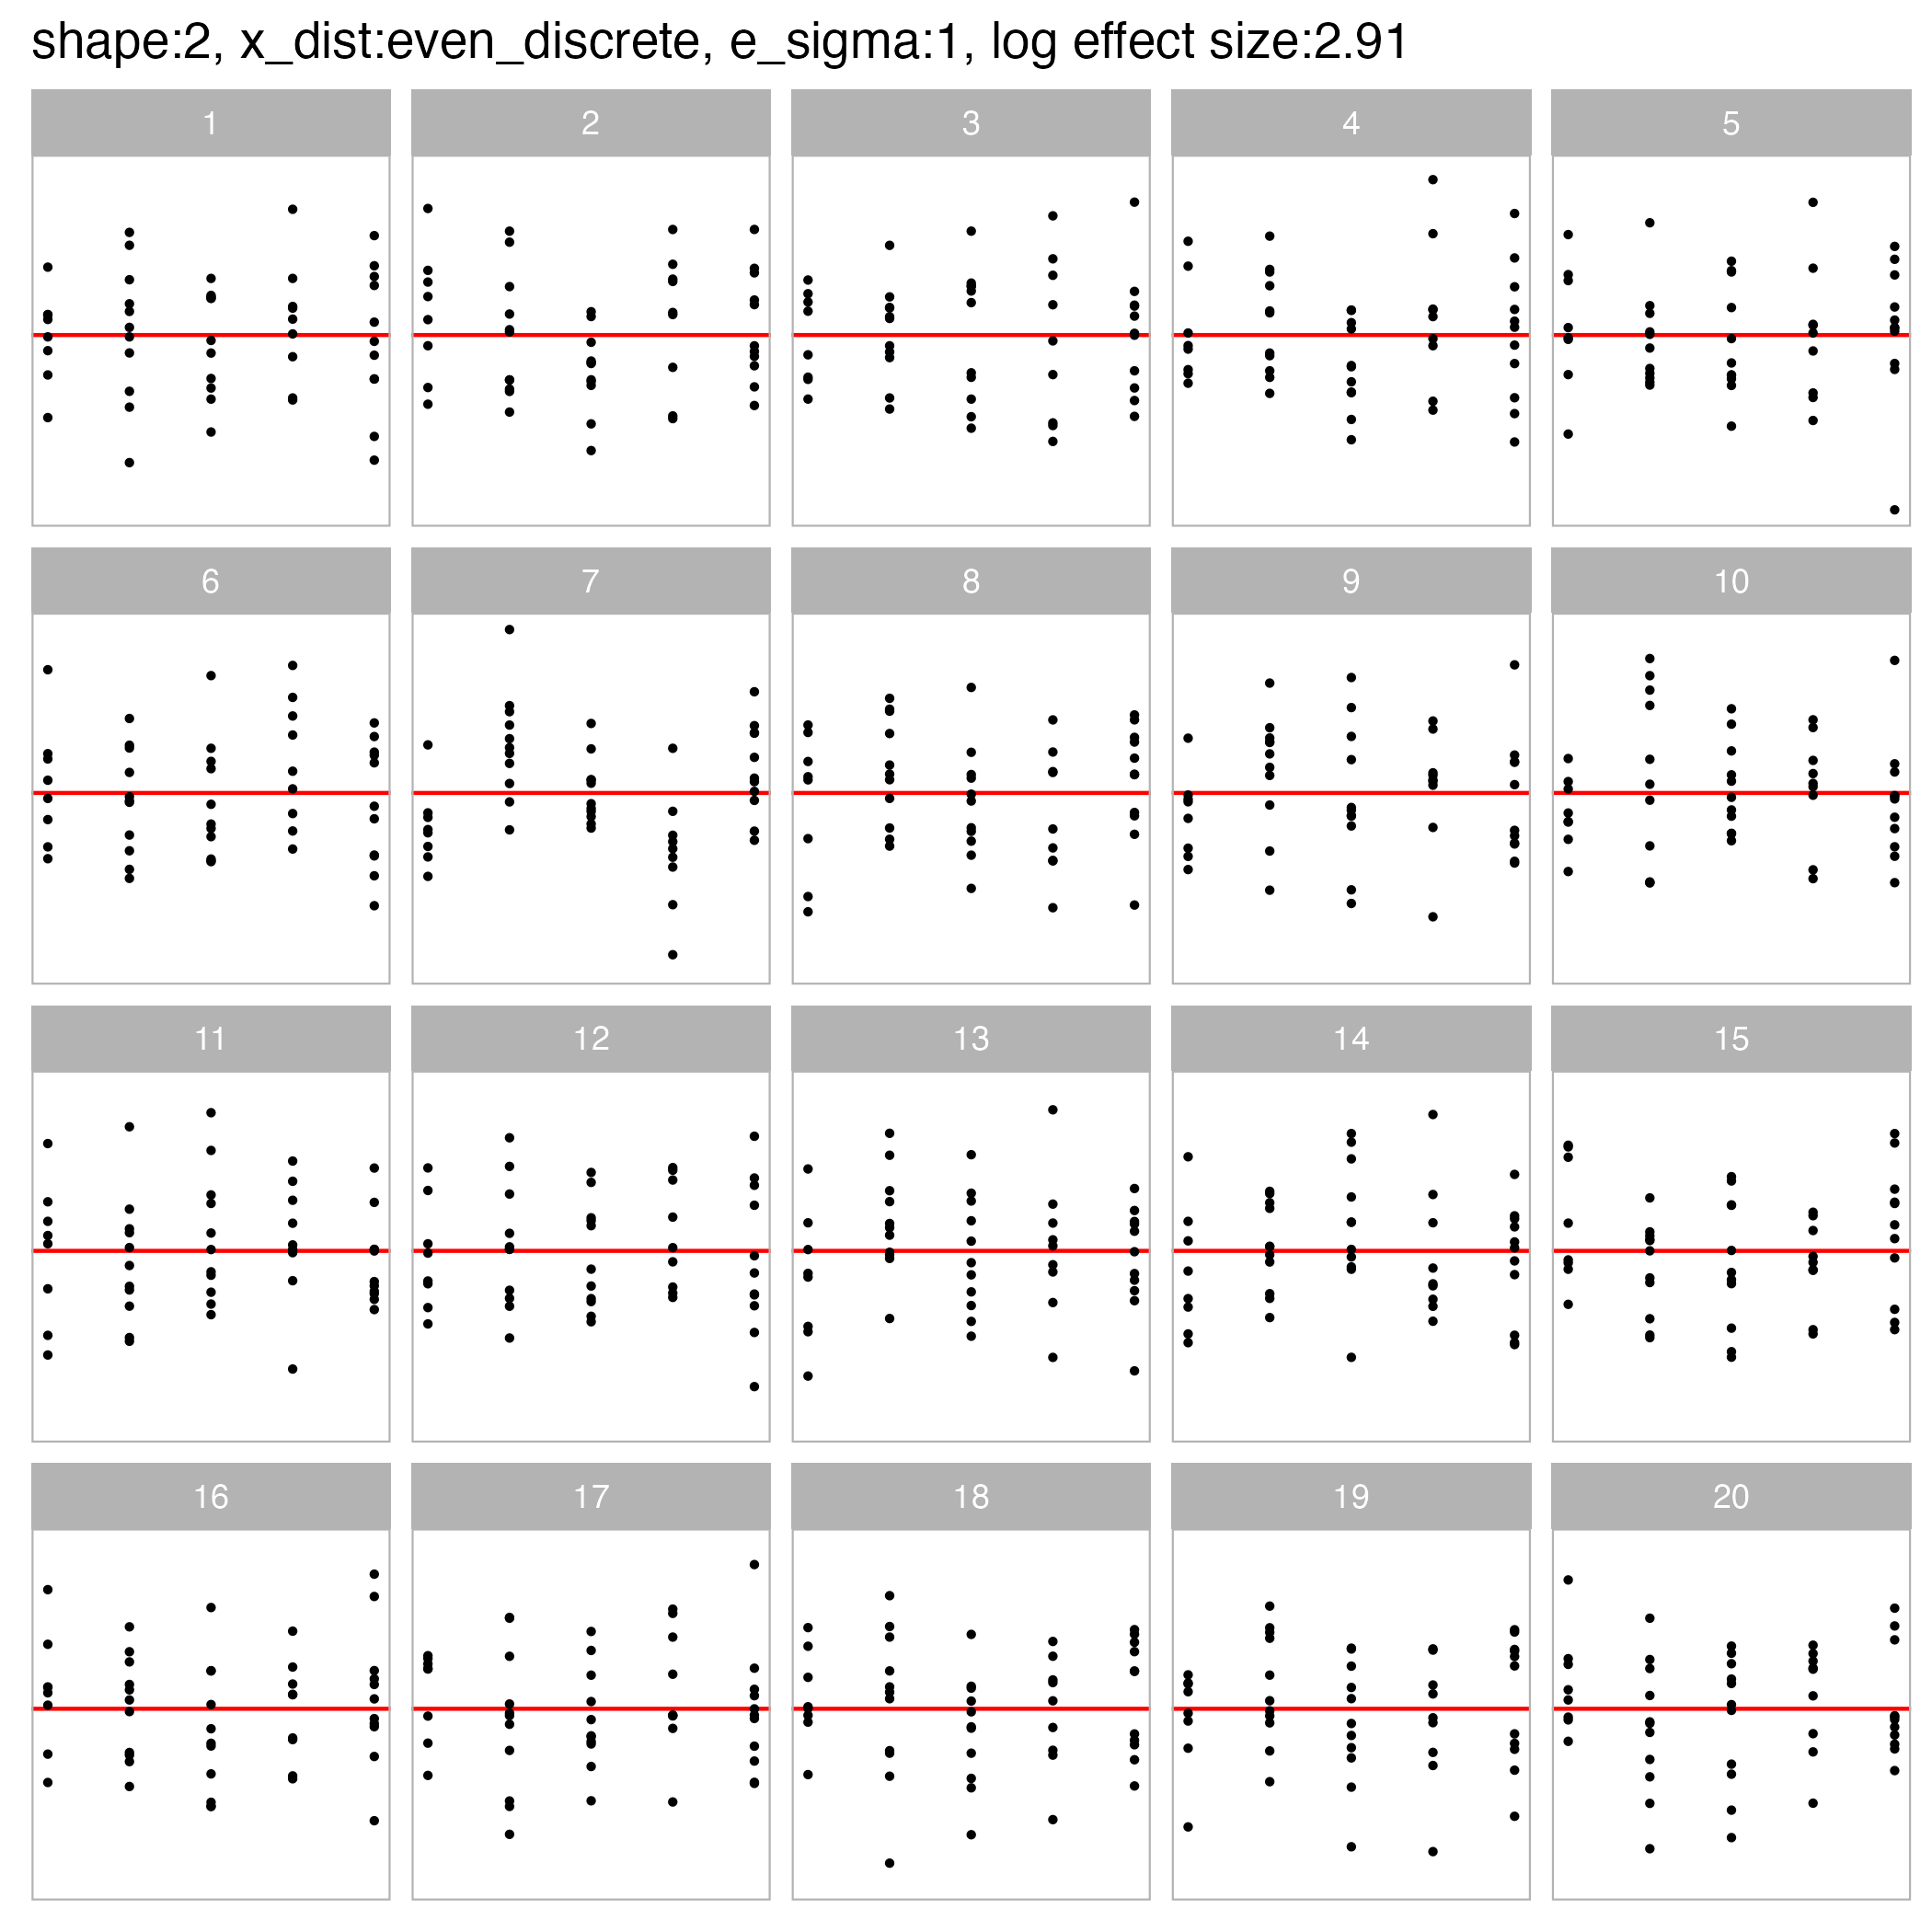 shape:2, x_dist:even_discrete, e_sigma:1, log effect size:2.91
1 2 3 4 5
6 7 8 9 10
11 12 13 14 15
16 17 18 19 20